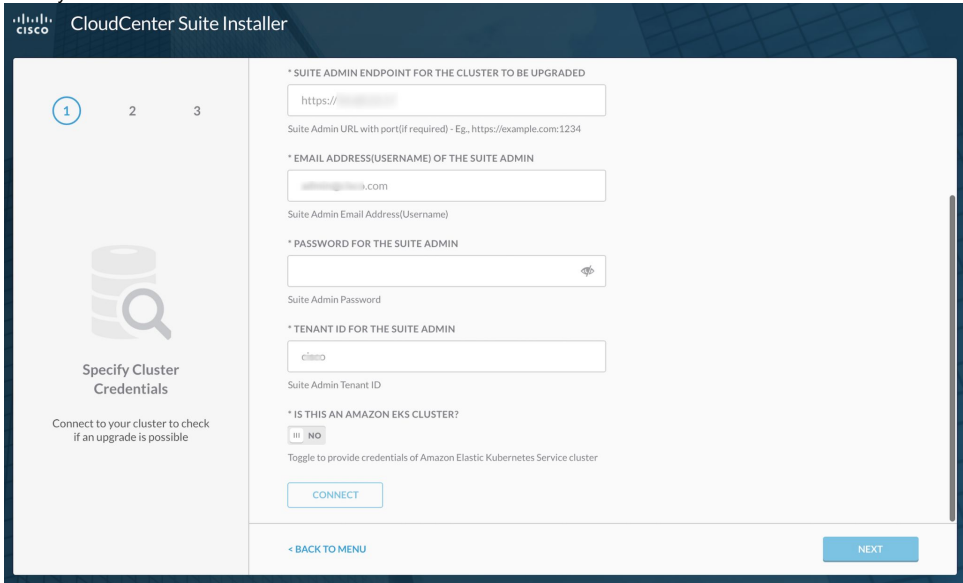 cisco CloudCenter Suite Installer
1 2 3
Specify Cluster
Credentials
Connect to your cluster to check
if an upgrade is possible
* SUITE ADMIN ENDPOINT FOR THE CLUSTER TO BE UPGRADED
https://
Suite Admin URL with port(if required) - Eg., https://example.com:1234
* EMAIL ADDRESS(USERNAME) OF THE SUITE ADMIN
.com
Suite Admin Email Address(Username)
* PASSWORD FOR THE SUITE ADMIN
Suite Admin Password
* TENANT ID FOR THE SUITE ADMIN
cisco
Suite Admin Tenant ID
* IS THIS AN AMAZON EKS CLUSTER?
NO
Toggle to provide credentials of Amazon Elastic Kubernetes Service cluster
CONNECT
< BACK TO MENU
NEXT